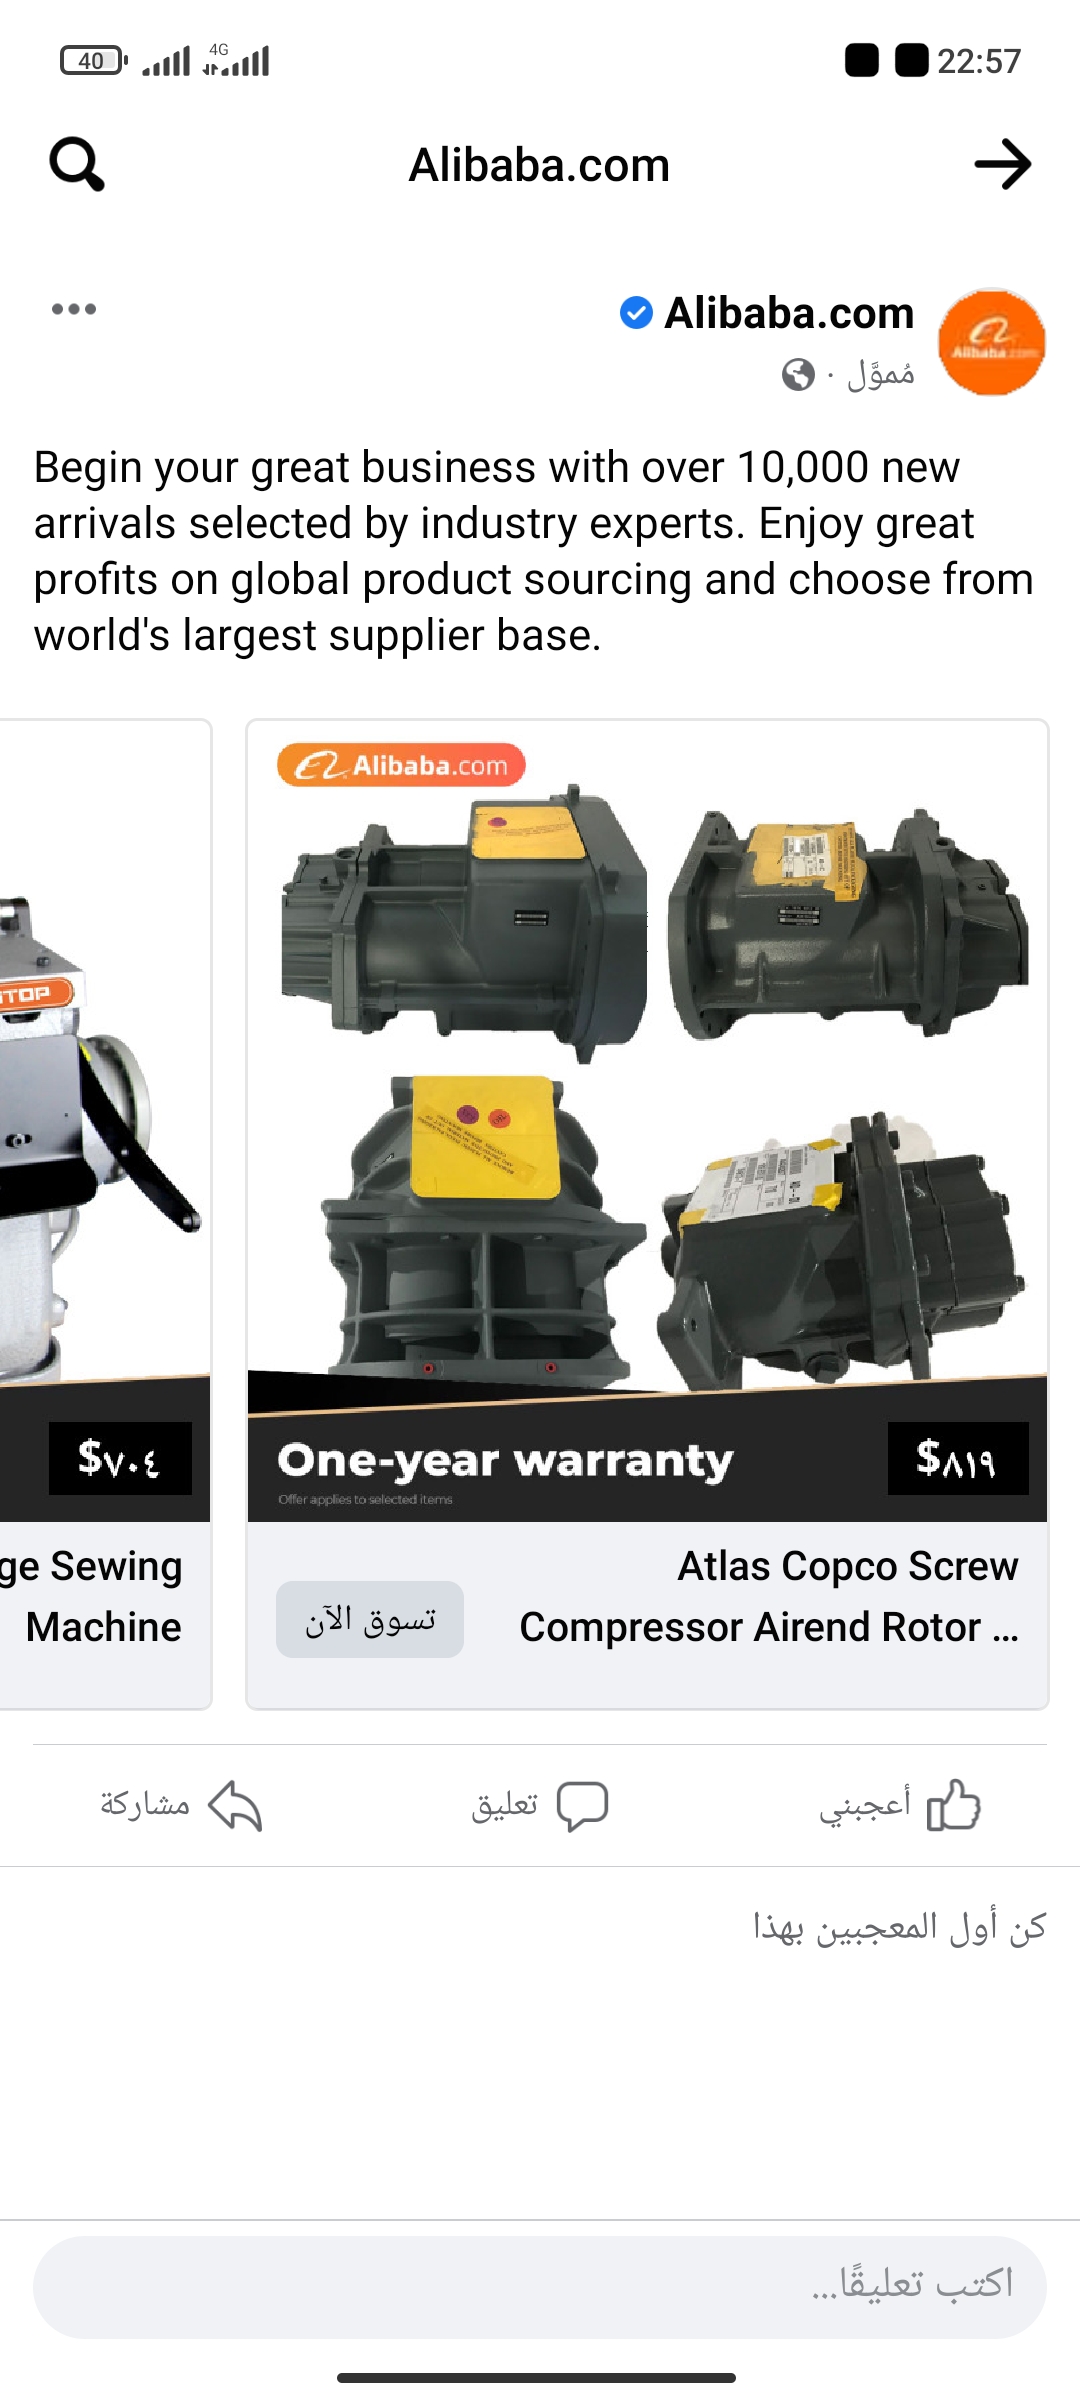 40
4G
22:57
Alibaba.com
Alibaba.com
مُموَّل ·
Alibaba.com
Begin your great business with over 10,000 new
arrivals selected by industry experts. Enjoy great
profits on global product sourcing and choose from
world's largest supplier base.
Alibaba.com
TOP
$٧٠٤
ge Sewing
Machine
One-year warranty
Offer applies to selected items
$٨١٩
Atlas Copco Screw
Compressor Airend Rotor ...
تسوق الآن
أعجبني
تعليق
مشاركة
كن أول المعجبين بهذا
اكتب تعليقًا...